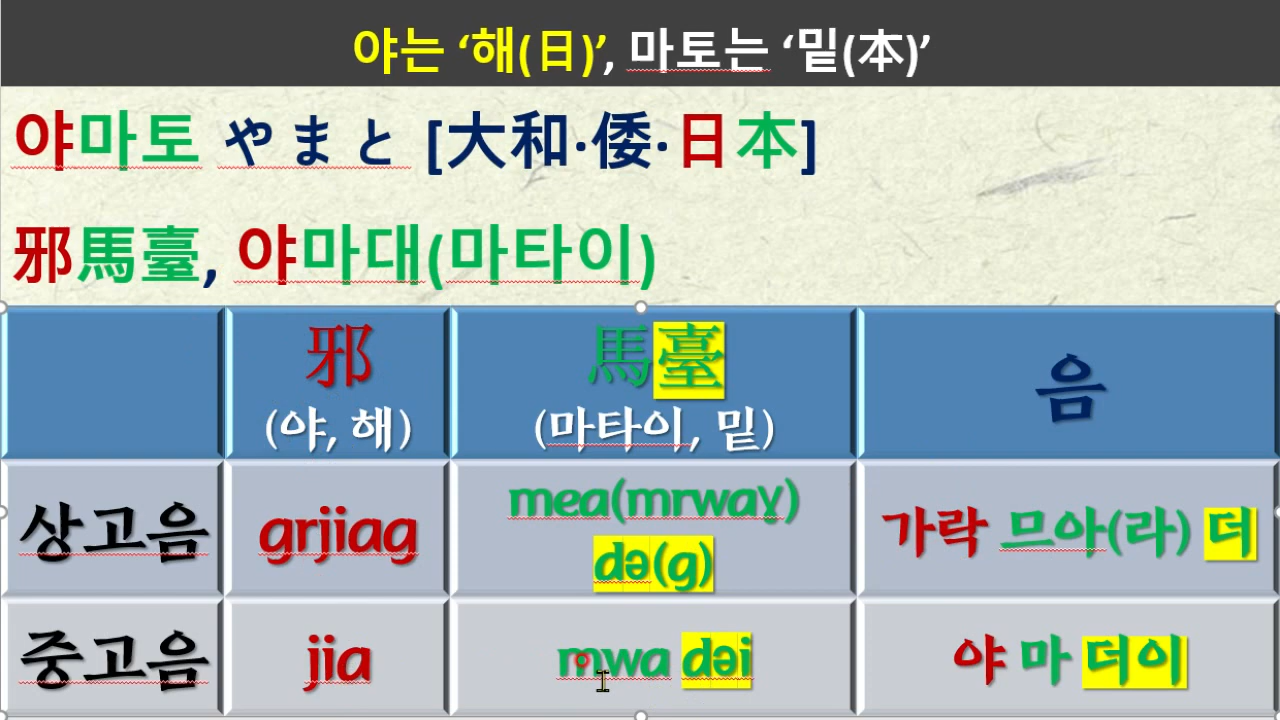 야는 ‘해(日)’, 마토는 ‘밑(本)’
야마토 やまと [大和·倭·日本]
邪馬臺, 야마대(마타이)
邪 馬臺 음
(야, 해) (마타이, 밑)
상고음 grjiag mea(mrwaɣ) də(g) 가락 므아(라) 더
중고음 jia mwa dəi 야 마 더이